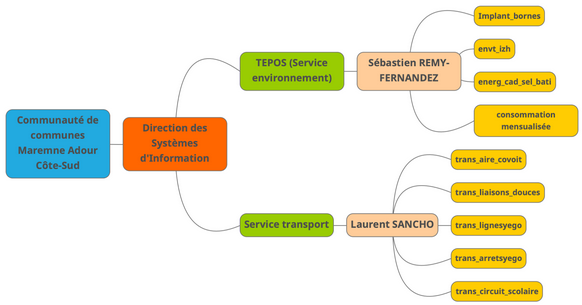 Communauté de
communes
Maremne Adour
Côte-Sud
Direction des
Systèmes
d'Information
TEPOS (Service
environnement)
Sébastien REMY-
FERNANDEZ
Implant_bornes
envt_izh
energ_cad_sel_bati
consommation
mensualisée
Service transport
Laurent SANCHO
trans_aire_covoit
trans_liaisons_douces
trans_lignesyego
trans_arretsyego
trans_circuit_scolaire